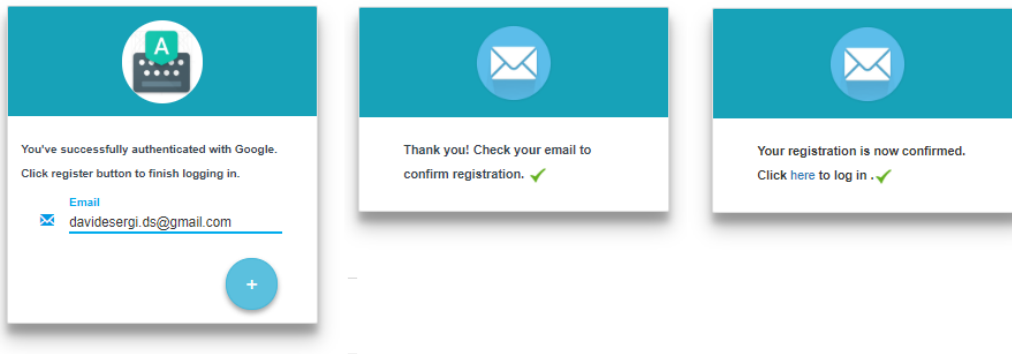 A
You've successfully authenticated with Google.
Click register button to finish logging in.
Email
davidesergi.ds@gmail.com
+
Thank you! Check your email to
confirm registration.
Your registration is now confirmed.
Click here to log in .